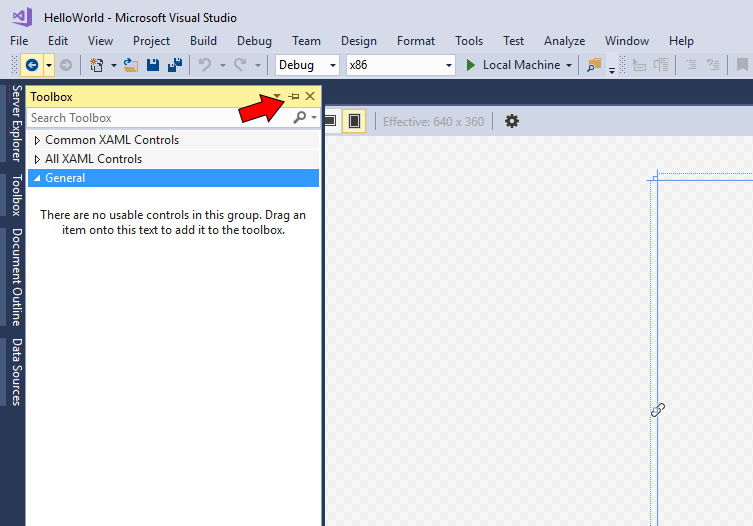 HelloWorld - Microsoft Visual Studio
File Edit View Project Build Debug Team Design Format Tools Test Analyze Window Help
Debug x86 Local Machine
Server Explorer
Toolbox
Document Outline
Data Sources
Toolbox
Search Toolbox
Effective: 640 x 360
Common XAML Controls
All XAML Controls
General
There are no usable controls in this group. Drag an
item onto this text to add it to the toolbox.